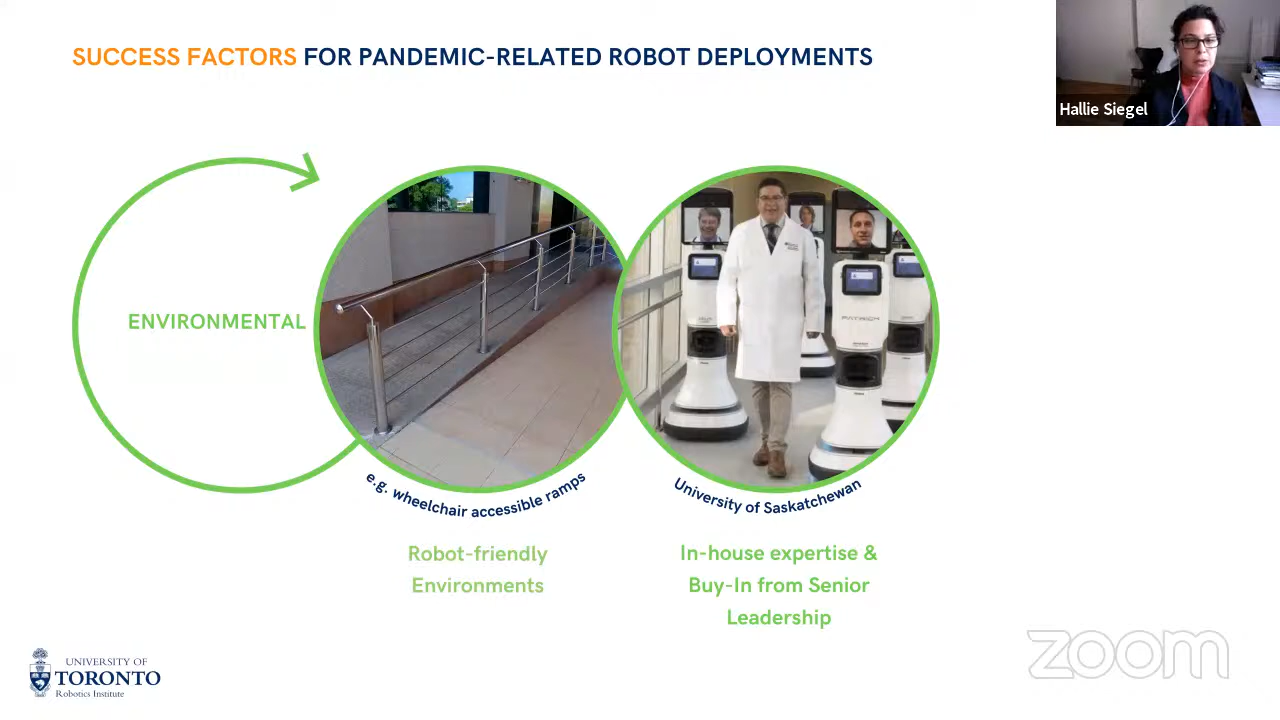 SUCCESS FACTORS FOR PANDEMIC-RELATED ROBOT DEPLOYMENTS
Hallie Siegel
ENVIRONMENTAL
e.g. wheelchair accessible ramps
University of Saskatchewan
Robot-friendly
Environments
In-house expertise &
Buy-In from Senior
Leadership
UNIVERSITY OF
TORONTO
Robotics Institute
zoom